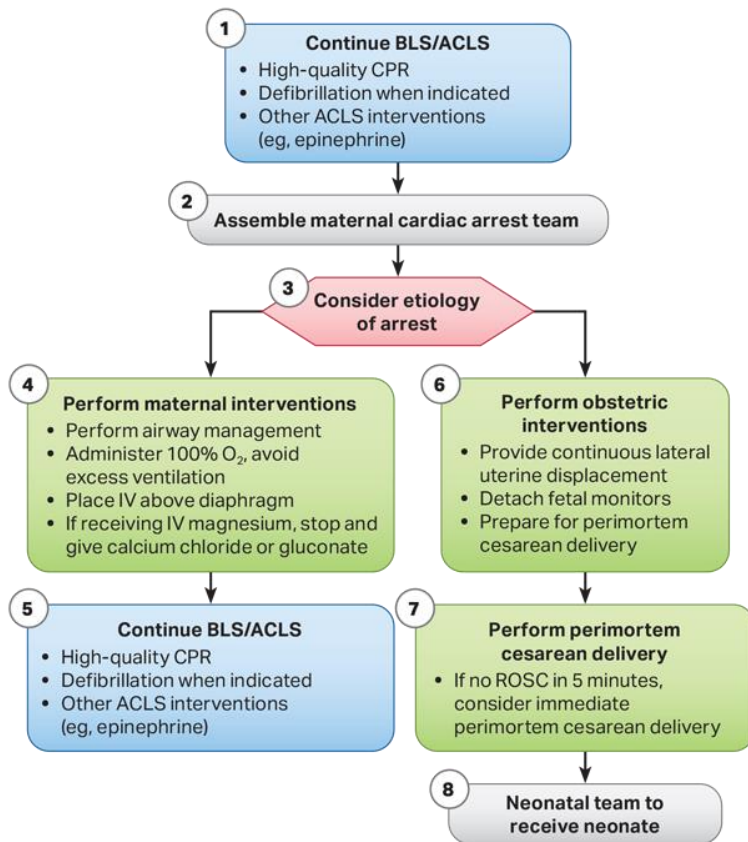 1
Continue BLS/ACLS
• High-quality CPR
• Defibrillation when indicated
• Other ACLS interventions
(eg, epinephrine)
2
Assemble maternal cardiac arrest team
3
Consider etiology
of arrest
4
Perform maternal interventions
• Perform airway management
• Administer 100% O₂, avoid
excess ventilation
• Place IV above diaphragm
• If receiving IV magnesium, stop and
give calcium chloride or gluconate
5
Continue BLS/ACLS
• High-quality CPR
• Defibrillation when indicated
• Other ACLS interventions
(eg, epinephrine)
6
Perform obstetric
interventions
• Provide continuous lateral
uterine displacement
• Detach fetal monitors
• Prepare for perimortem
cesarean delivery
7
Perform perimortem
cesarean delivery
• If no ROSC in 5 minutes,
consider immediate
perimortem cesarean delivery
8
Neonatal team to
receive neonate